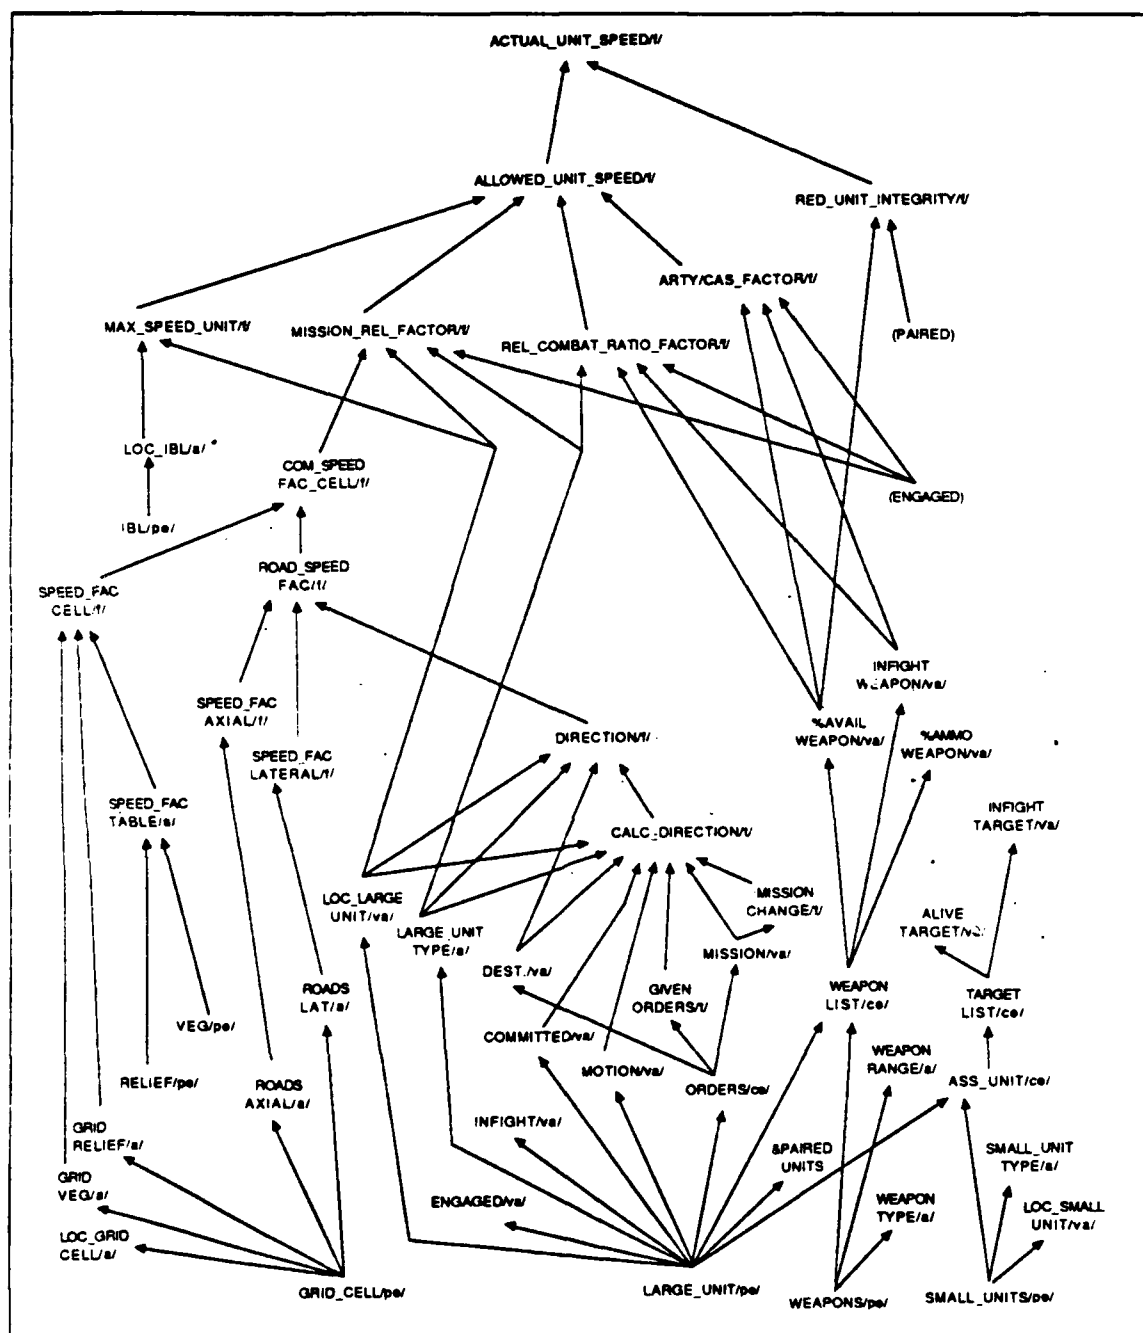 ACTUAL_UNIT_SPEED/f/
ALLOWED_UNIT_SPEED/f/
RED_UNIT_INTEGRITY/f/
ARTY/CAS_FACTOR/f/
MAX_SPEED_UNIT/f/
MISSION_REL_FACTOR/f/
REL_COMBAT_RATIO_FACTOR/f/
(PAIRED)
LOC_IBL/a/
COM_SPEED
FAC_CELL/f/
(ENGAGED)
IBL/pe/
ROAD_SPEED
FAC/f/
SPEED_FAC
CELL/f/
INFIGHT
WEAPON/va/
SPEED_FAC
AXIAL/f/
%AVAIL
WEAPON/va/
%AMMO
WEAPON/va/
DIRECTION/f/
SPEED_FAC
LATERAL/f/
SPEED_FAC
TABLE/a/
INFIGHT
TARGET/va/
CALC_DIRECTION/f/
LOC_LARGE
UNIT/va/
MISSION
CHANGE/f/
LARGE_UNIT
TYPE/a/
ALIVE
TARGET/va/
DEST./va/
MISSION/va/
ROADS
LAT/a/
GIVEN
ORDERS/f/
WEAPON
LIST/ce/
TARGET
LIST/ce/
VEG/pe/
COMMITTED/va/
WEAPON
RANGE/a/
RELIEF/pe/
ROADS
AXIAL/a/
MOTION/va/
ORDERS/ce/
ASS_UNIT/ce/
GRID
RELIEF/a/
INFIGHT/va/
&PAIRED
UNITS
SMALL_UNIT
TYPE/a/
GRID
VEG/a/
ENGAGED/va/
WEAPON
TYPE/a/
LOC_SMALL
UNIT/va/
LOC_GRID
CELL/a/
GRID_CELL/pe/
LARGE_UNIT/pe/
WEAPONS/pe/
SMALL_UNITS/pe/